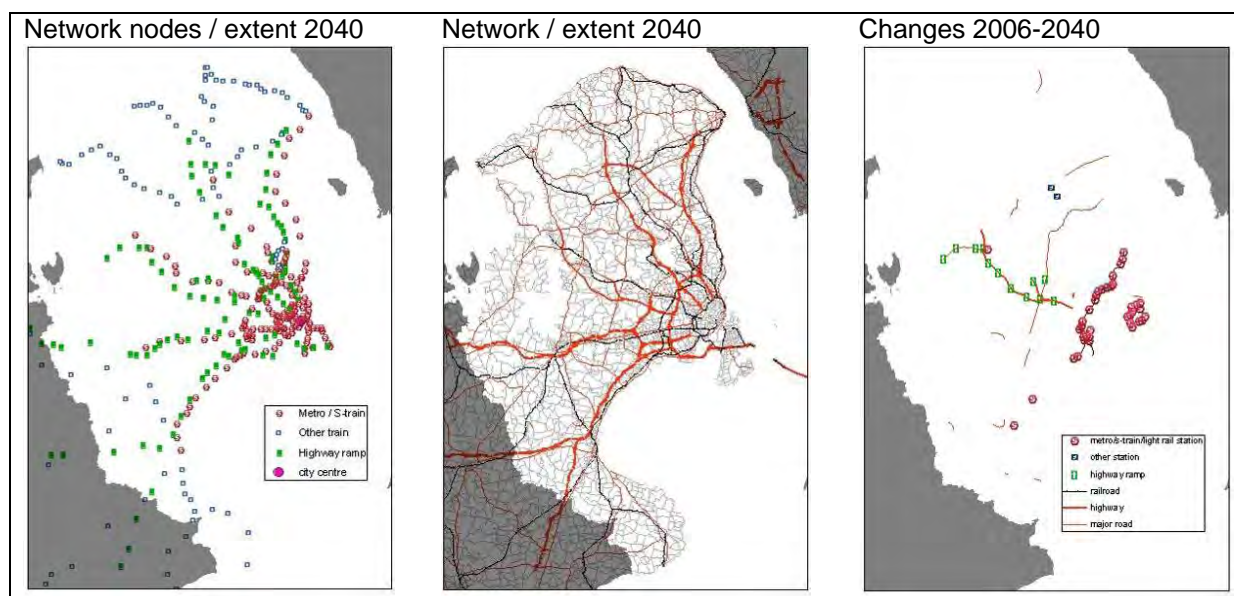 Network nodes / extent 2040
Network / extent 2040
Changes 2006-2040
Metro / S-train
Other train
Highway ramp
city centre
metro/s-train/light rail station
other station
highway ramp
railroad
highway
major road